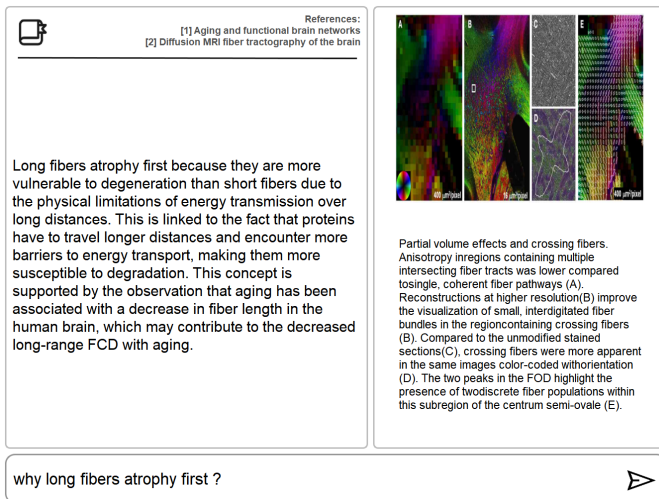 References:
[1] Aging and functional brain networks
[2] Diffusion MRI fiber tractography of the brain
Long fibers atrophy first because they are more
vulnerable to degeneration than short fibers due to
the physical limitations of energy transmission over
long distances. This is linked to the fact that proteins
have to travel longer distances and encounter more
barriers to energy transport, making them more
susceptible to degradation. This concept is
supported by the observation that aging has been
associated with a decrease in fiber length in the
human brain, which may contribute to the decreased
long-range FCD with aging.
A
B
C
E
D
400 µm/pixel
16 µm/pixel
400 µm/pixel
Partial volume effects and crossing fibers.
Anisotropy inregions containing multiple
intersecting fiber tracts was lower compared
tosingle, coherent fiber pathways (A).
Reconstructions at higher resolution(B) improve
the visualization of small, interdigitated fiber
bundles in the regioncontaining crossing fibers
(B). Compared to the unmodified stained
sections(C), crossing fibers were more apparent
in the same images color-coded withorientation
(D). The two peaks in the FOD highlight the
presence of twodiscrete fiber populations within
this subregion of the centrum semi-ovale (E).
why long fibers atrophy first ?